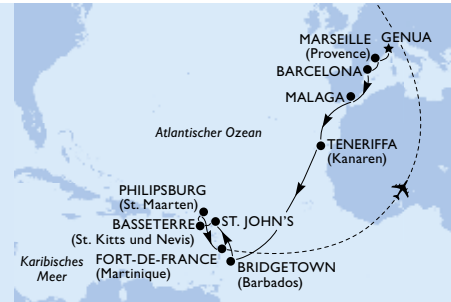 MARSEILLE
(Provence)
GENUA
BARCELONA
MALAGA
Atlantischer Ozean
TENERIFFA
(Kanaren)
PHILIPSBURG
(St. Maarten)
BASSETERRE
(St. Kitts und Nevis)
ST. JOHN'S
Karibisches
Meer
FORT-DE-FRANCE
(Martinique)
BRIDGETOWN
(Barbados)